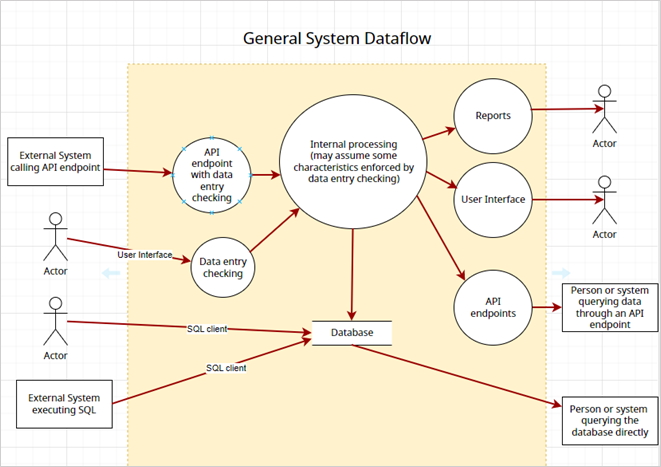 General System Dataflow
External System
calling API endpoint
API
endpoint
with data
entry
checking
Internal processing
(may assume some
characteristics enforced by
data entry checking)
Reports
Actor
User Interface
Actor
Actor
User Interface
Data entry
checking
API
endpoints
Person or system
querying data
through an API
endpoint
Actor
SQL client
Database
SQL client
External System
executing SQL
Person or system
querying the
database directly